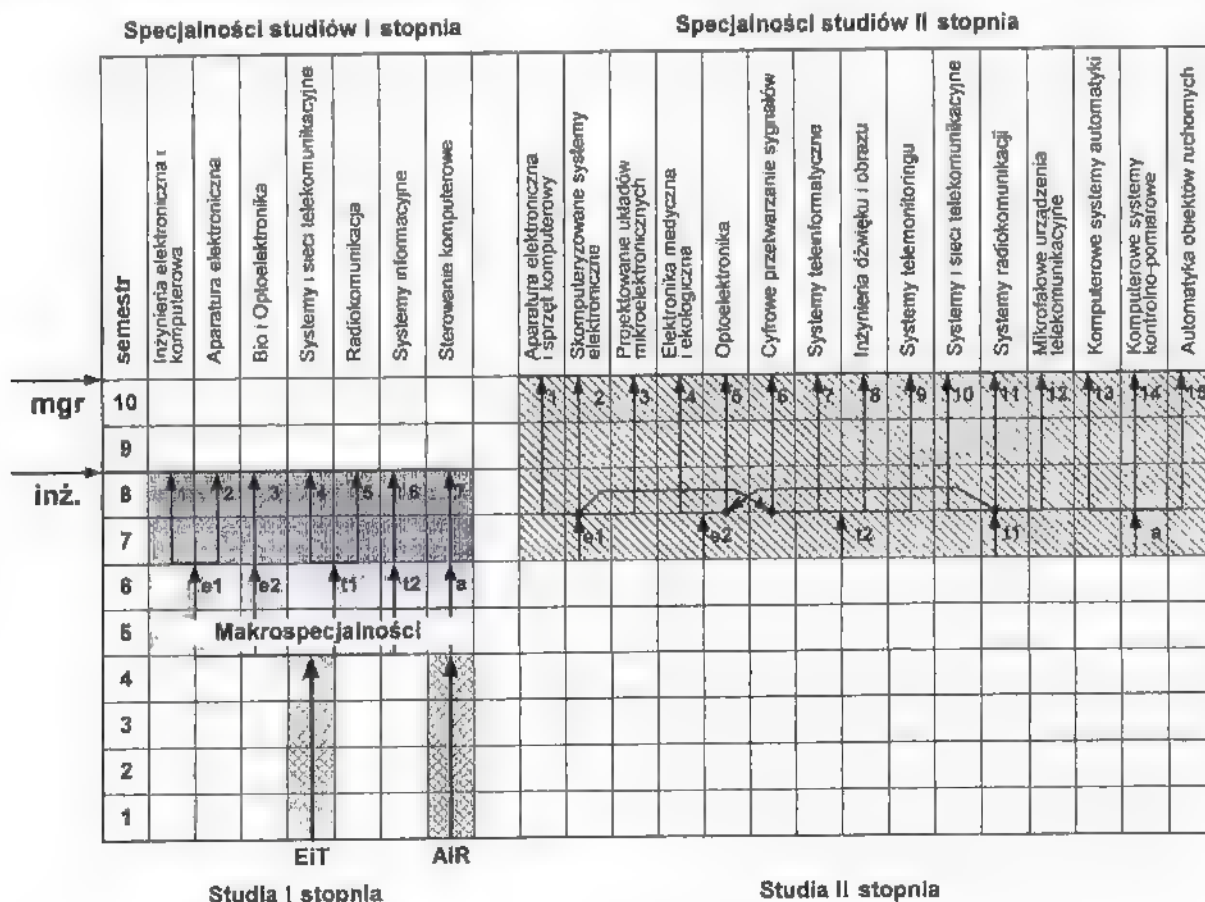 Specjalności studiów I stopnia
Specjalności studiów II stopnia
semestr
Inżynieria elektroniczna i
komputerowa
Aparatura elektroniczna
Bio i Optoelektronika
Systemy i sieci telekomunikacyjne
Radiokomunikacja
Systemy informacyjne
Sterowanie komputerowe
Aparatura elektroniczna
i sprzęt komputerowy
Skomputeryzowane systemy
elektroniczne
Projektowanie układów
mikroelektronicznych
Elektronika medyczna
i ekologiczna
Optoelektronika
Cyfrowe przetwarzanie sygnałów
Systemy teleinformatyczne
Inżynieria dźwięku i obrazu
Systemy telemonitoringu
Systemy i sieci telekomunikacyjne
Systemy radiokomunikacji
Mikrofalowe urządzenia
telekomunikacyjne
Komputerowe systemy automatyki
Komputerowe systemy
kontrolno-pomiarowe
Automatyka obiektów ruchomych
mgr
10
1 2 3 4 5 6 7 8 9 10 11 12 13 14 15
9
inż.
8
1 2 3 4 5 6 7
7
e1 e2 t2 t1 a
6
e1 e2 t1 t2 a
5
Makrospecjalności
4
3
2
1
EiT
AiR
Studia I stopnia
Studia II stopnia